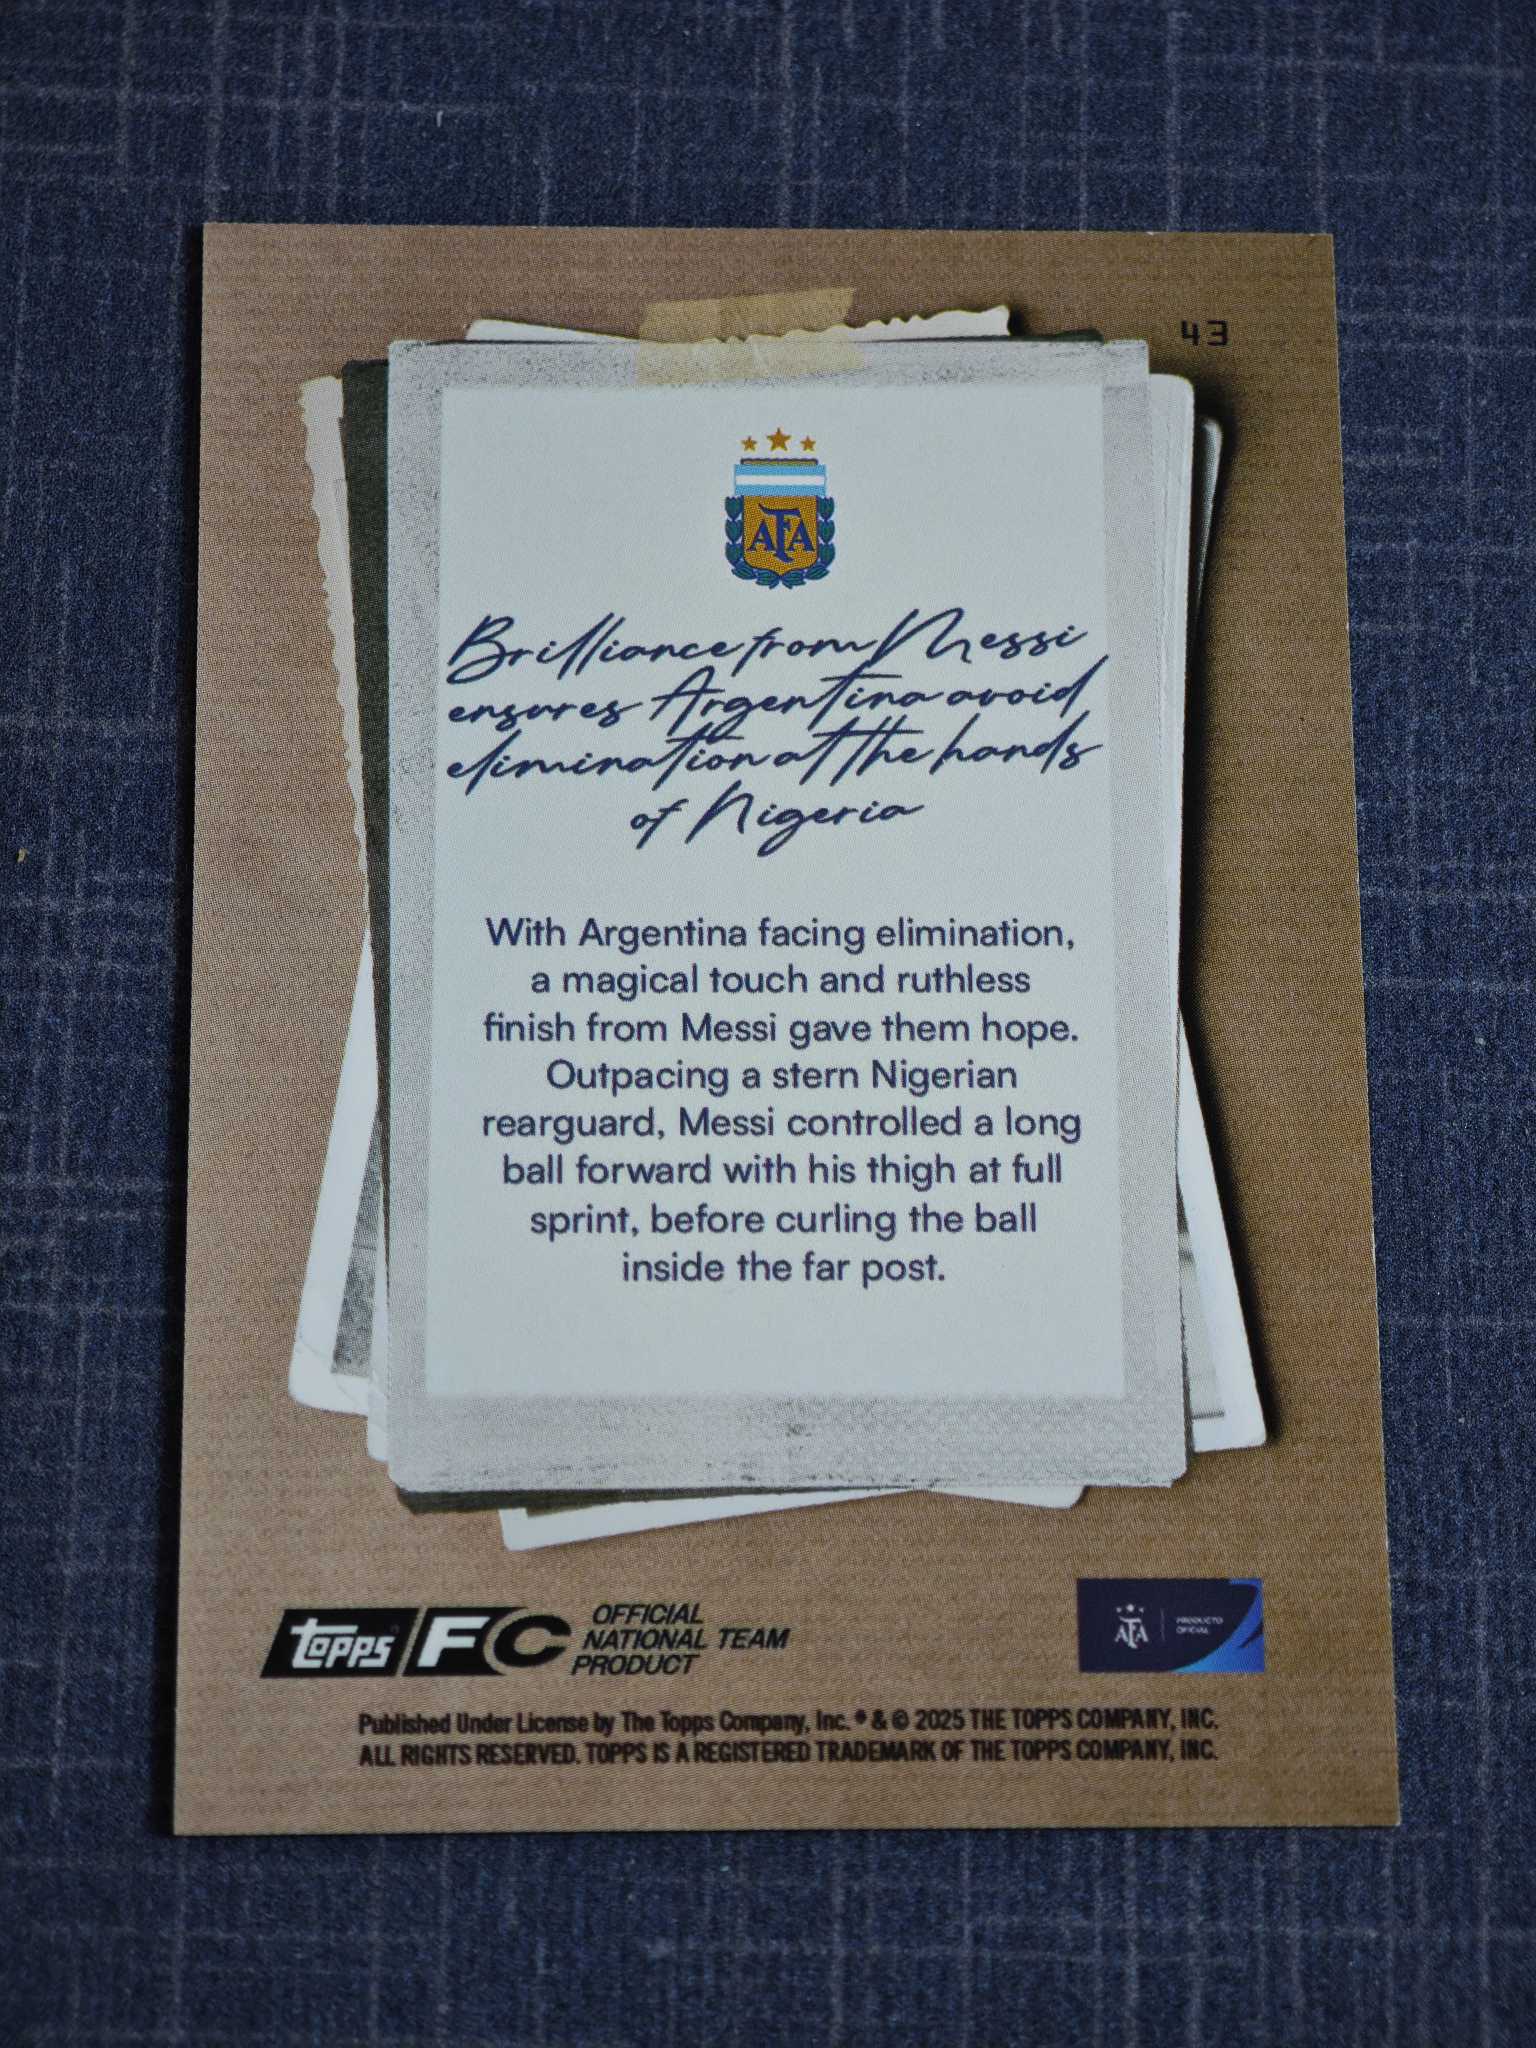 43
AFA
Brilliance from Messi
ensures Argentina avoid
elimination at the hands
of Nigeria
With Argentina facing elimination,
a magical touch and ruthless
finish from Messi gave them hope.
Outpacing a stern Nigerian
rearguard, Messi controlled a long
ball forward with his thigh at full
sprint, before curling the ball
inside the far post.
topps FC
OFFICIAL
NATIONAL TEAM
PRODUCT
AFA
PRODUCTO
OFICIAL
Published Under License by The Topps Company, Inc. ® & © 2025 THE TOPPS COMPANY, INC.
ALL RIGHTS RESERVED. TOPPS IS A REGISTERED TRADEMARK OF THE TOPPS COMPANY, INC.